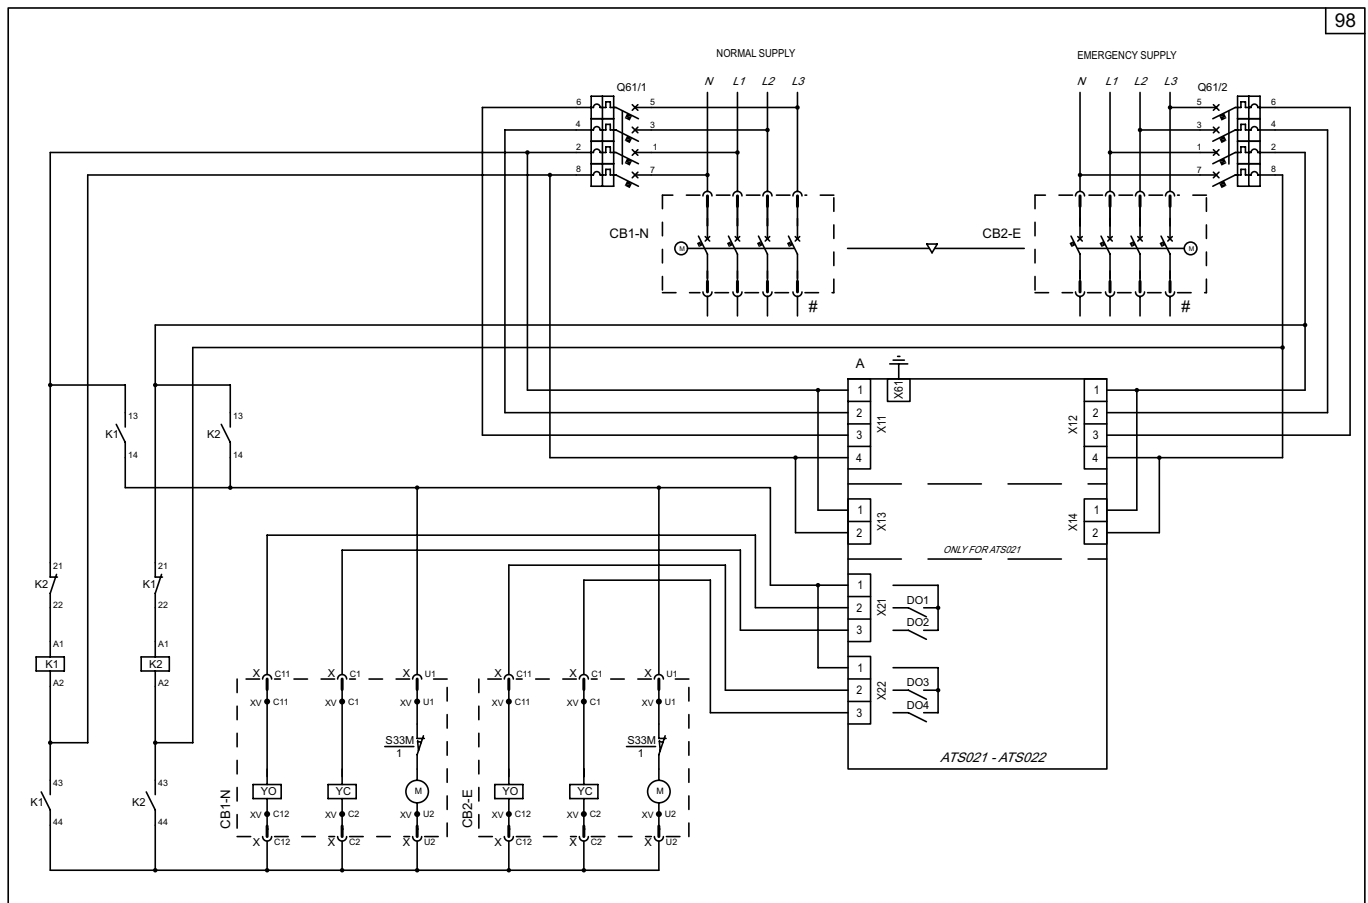 98
NORMAL SUPPLY
EMERGENCY SUPPLY
N L1 L2 L3
N L1 L2 L3
Q61/1
Q61/2
6 5
5 6
4 3
3 4
2 1
1 2
8 7
7 8
CB1-N
M
CB2-E
M
#
#
A
X61
1
2
3
4
X11
1
2
3
4
X12
13
K1
14
13
K2
14
1
2
X13
1
2
X14
ONLY FOR ATS021
21
K2
22
21
K1
22
1
2
3
X21
DO1
DO2
A1
K1
A2
A1
K2
A2
1
2
3
X22
DO3
DO4
ATS021 - ATS022
X C11
X C1
X U1
X C11
X C1
X U1
XV C11
XV C1
XV U1
XV C11
XV C1
XV U1
S33M
1
S33M
1
43
K1
44
43
K2
44
CB1-N
YO
YC
M
CB2-E
YO
YC
M
XV C12
XV C2
XV U2
XV C12
XV C2
XV U2
X C12
X C2
X U2
X C12
X C2
X U2